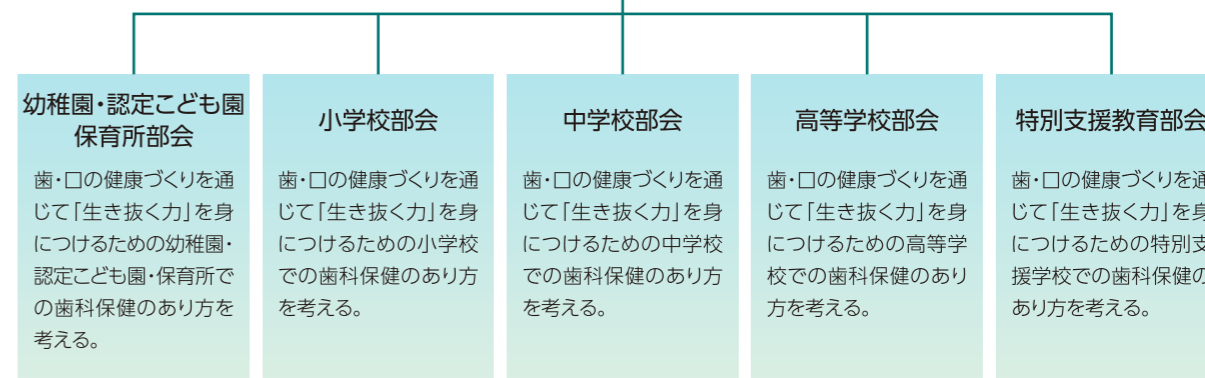 幼稚園・認定こども園
保育所部会
歯・口の健康づくりを通
じて「生き抜く力」を身
につけるための幼稚園・
認定こども園・保育所で
の歯科保健のあり方を
考える。
小学校部会
歯・口の健康づくりを通
じて「生き抜く力」を身
につけるための小学校
での歯科保健のあり方
を考える。
中学校部会
歯・口の健康づくりを通
じて「生き抜く力」を身
につけるための中学校
での歯科保健のあり方
を考える。
高等学校部会
歯・口の健康づくりを通
じて「生き抜く力」を身
につけるための高等学
校での歯科保健のあり
方を考える。
特別支援教育部会
歯・口の健康づくりを通
じて「生き抜く力」を身
につけるための特別支
援学校での歯科保健の
あり方を考える。